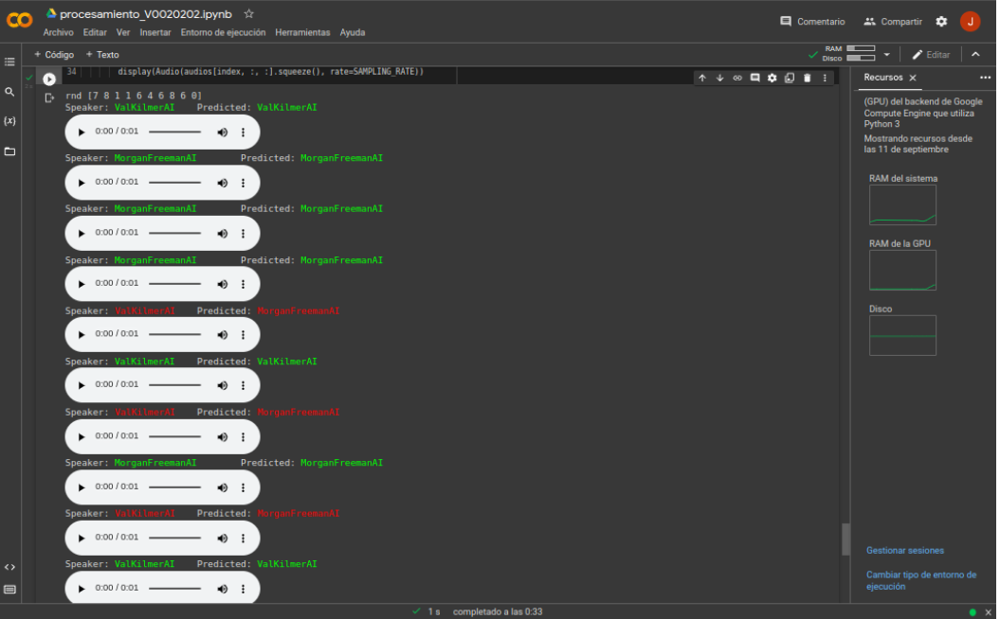 procesamiento_V0020202.ipynb
Comentario
Compartir
J
Archivo Editar Ver Insertar Entorno de ejecución Herramientas Ayuda
+ Código + Texto
RAM
Disco
Editar
34 display(Audio(audios[index, :, :].squeeze(), rate=SAMPLING_RATE))
rnd [7 8 1 1 6 4 6 8 6 0]
Speaker: ValKilmerAI Predicted: ValKilmerAI
0:00 / 0:01
Speaker: MorganFreemanAI Predicted: MorganFreemanAI
0:00 / 0:01
Speaker: MorganFreemanAI Predicted: MorganFreemanAI
0:00 / 0:01
Speaker: MorganFreemanAI Predicted: MorganFreemanAI
0:00 / 0:01
Speaker: ValKilmerAI Predicted: MorganFreemanAI
0:00 / 0:01
Speaker: ValKilmerAI Predicted: ValKilmerAI
0:00 / 0:01
Speaker: ValKilmerAI Predicted: MorganFreemanAI
0:00 / 0:01
Speaker: MorganFreemanAI Predicted: MorganFreemanAI
0:00 / 0:01
Speaker: ValKilmerAI Predicted: MorganFreemanAI
0:00 / 0:01
Speaker: ValKilmerAI Predicted: ValKilmerAI
0:00 / 0:01
Recursos
(GPU) del backend de Google
Compute Engine que utiliza
Python 3
Mostrando recursos desde
las 11 de septiembre
RAM del sistema
RAM de la GPU
Disco
Gestionar sesiones
Cambiar tipo de entorno de
ejecución
1 s completado a las 0:33